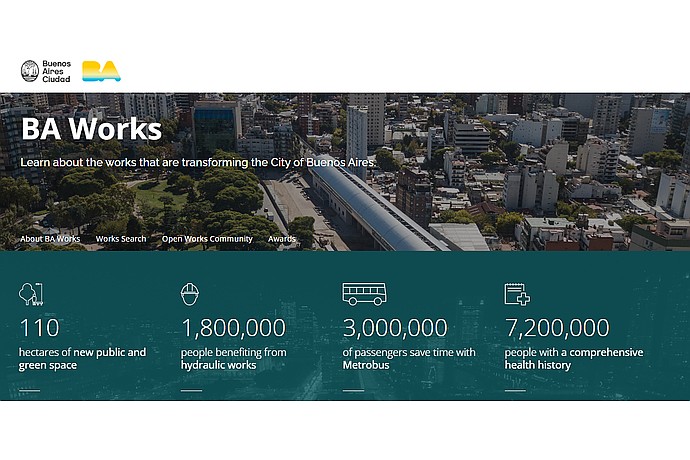 Buenos
Aires
Ciudad
BA
BA Works
Learn about the works that are transforming the City of Buenos Aires.
About BA Works
Works Search
Open Works Community
Awards
110
hectares of new public and
green space
1,800,000
people benefiting from
hydraulic works
3,000,000
of passengers save time with
Metrobus
7,200,000
people with a comprehensive
health history